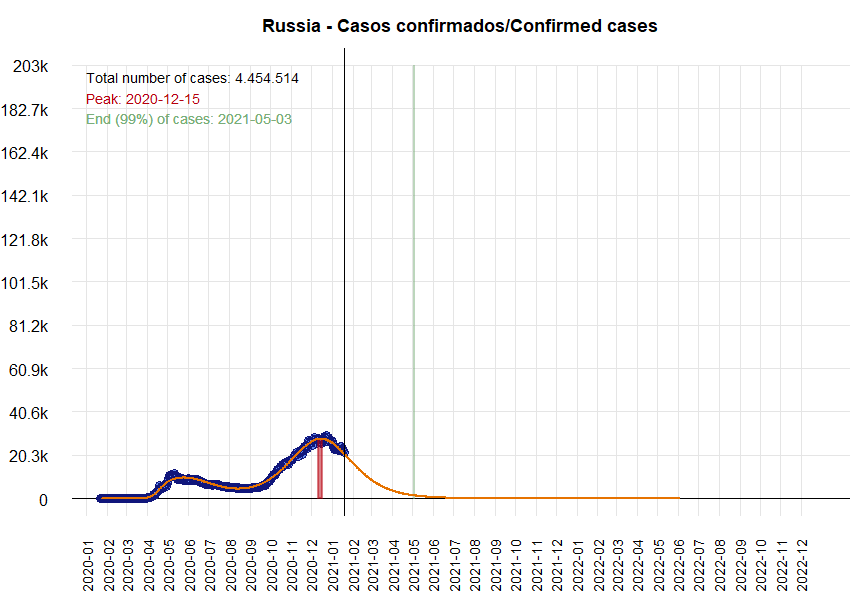 Russia - Casos confirmados/Confirmed cases
203k
182.7k
162.4k
142.1k
121.8k
101.5k
81.2k
60.9k
40.6k
20.3k
0
Total number of cases: 4.454.514
Peak: 2020-12-15
End (99%) of cases: 2021-05-03
2020-01
2020-02
2020-03
2020-04
2020-05
2020-06
2020-07
2020-08
2020-09
2020-10
2020-11
2020-12
2021-01
2021-02
2021-03
2021-04
2021-05
2021-06
2021-07
2021-08
2021-09
2021-10
2021-11
2021-12
2022-01
2022-02
2022-03
2022-04
2022-05
2022-06
2022-07
2022-08
2022-09
2022-10
2022-11
2022-12